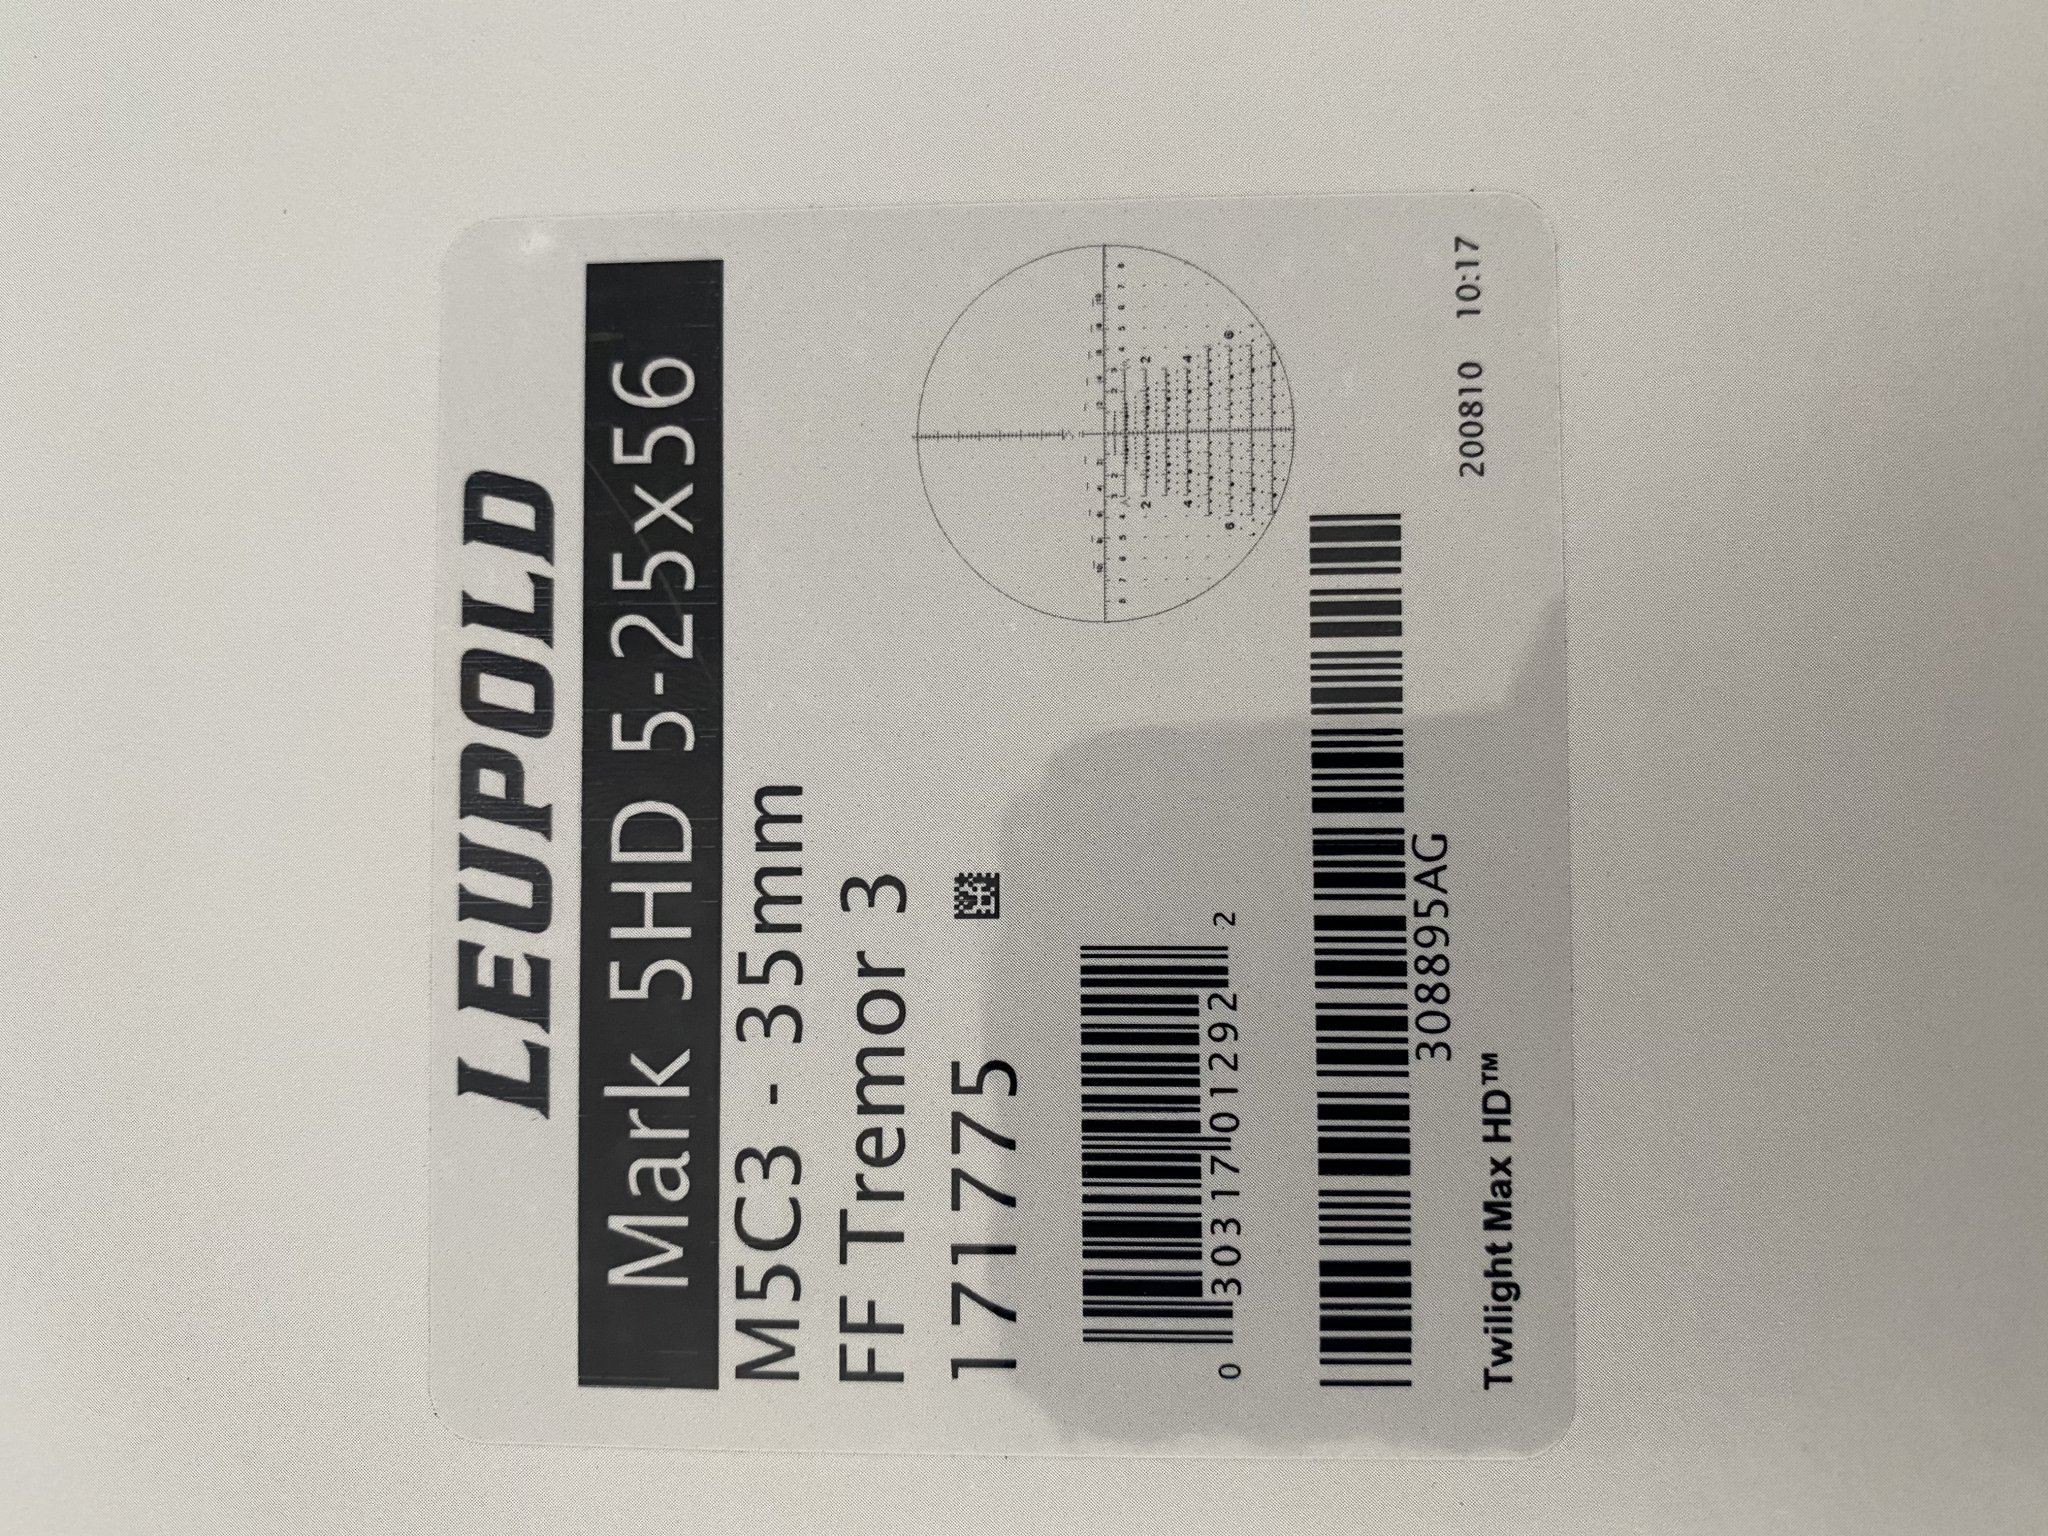 LEUPOLD
Mark 5HD 5-25x56
M5C3 - 35mm
FF Tremor 3
171775
0 30317 01292 2
308895AG
Twilight Max HD™
200810 10:17